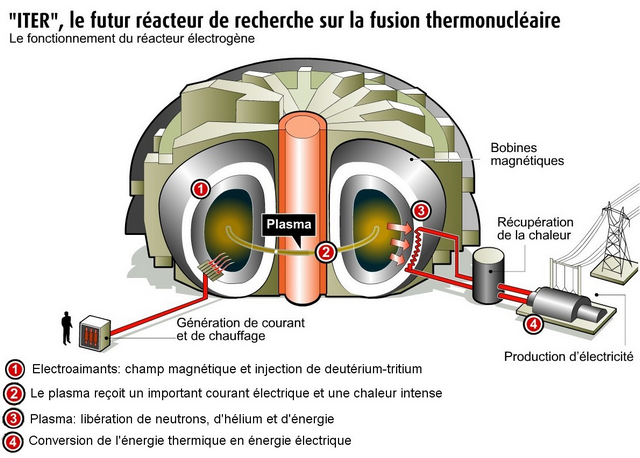 "ITER", le futur réacteur de recherche sur la fusion thermonucléaire
Le fonctionnement du réacteur électrogène
Bobines
magnétiques
1
3
Plasma
Récupération
de la chaleur
2
4
Génération de courant
et de chauffage
Production d'électricité
1 Electroaimants: champ magnétique et injection de deutérium-tritium
2 Le plasma reçoit un important courant électrique et une chaleur intense
3 Plasma: libération de neutrons, d'hélium et d'énergie
4 Conversion de l'énergie thermique en énergie électrique